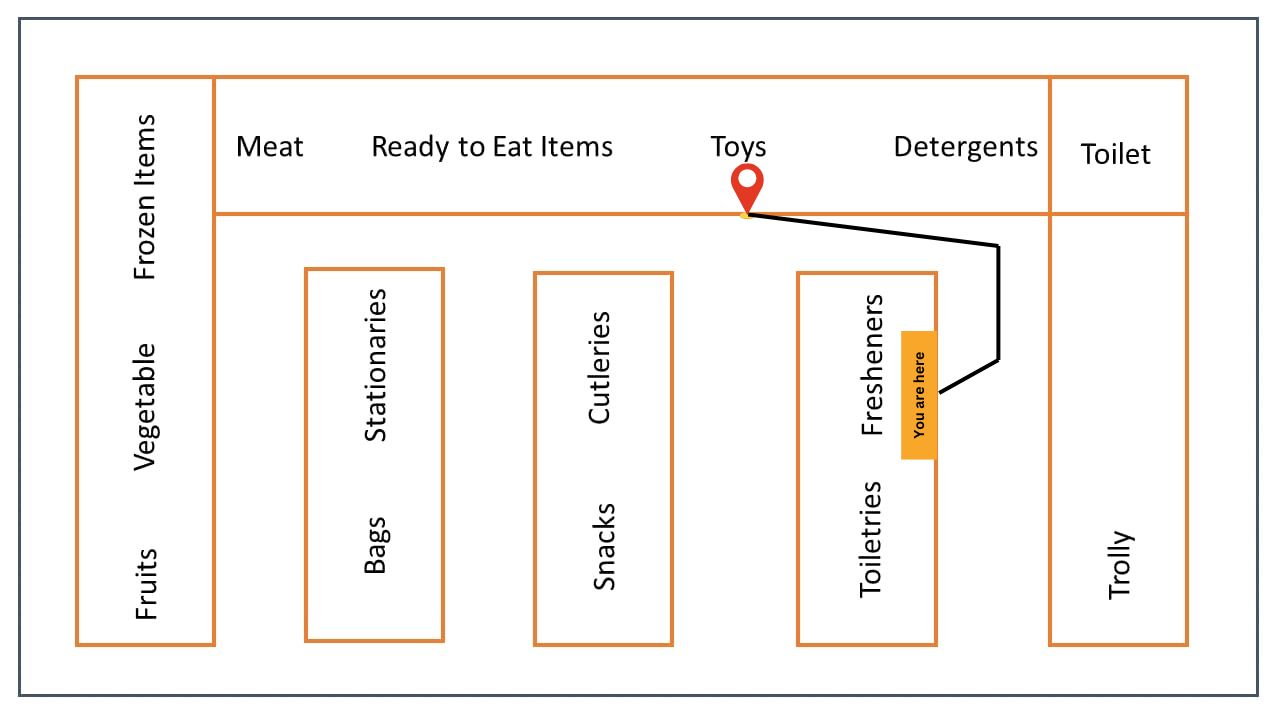 Meat
Ready to Eat Items
Toys
Detergents
Toilet
Frozen Items
Vegetable
Fruits
Stationaries
Bags
Cutleries
Snacks
Fresheners
You are here
Toiletries
Trolly